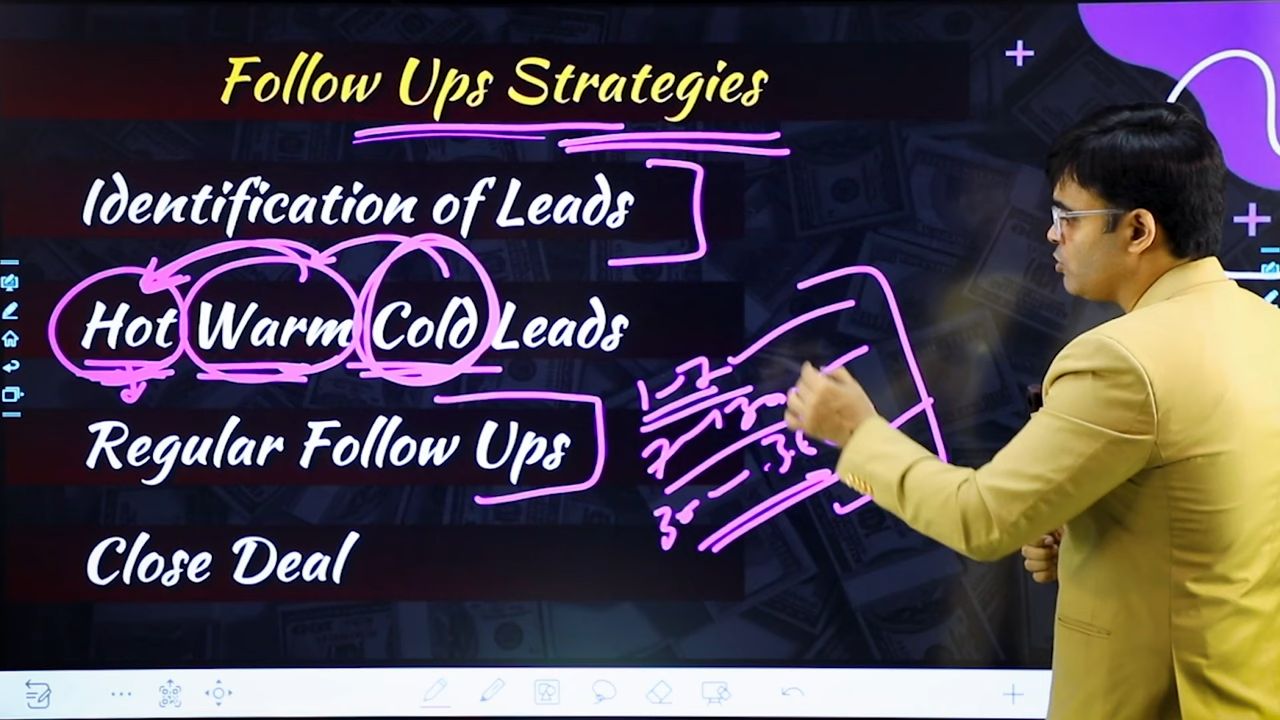 Follow Ups Strategies
Identification of Leads
Hot Warm Cold Leads
Regular Follow Ups
Close Deal